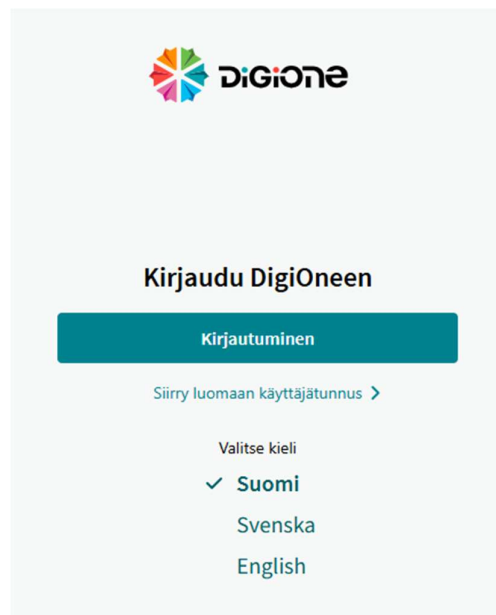 DIGIONE
Kirjaudu DigiOneen
Kirjautuminen
Siirry luomaan käyttäjätunnus
Valitse kieli
Suomi
Svenska
English